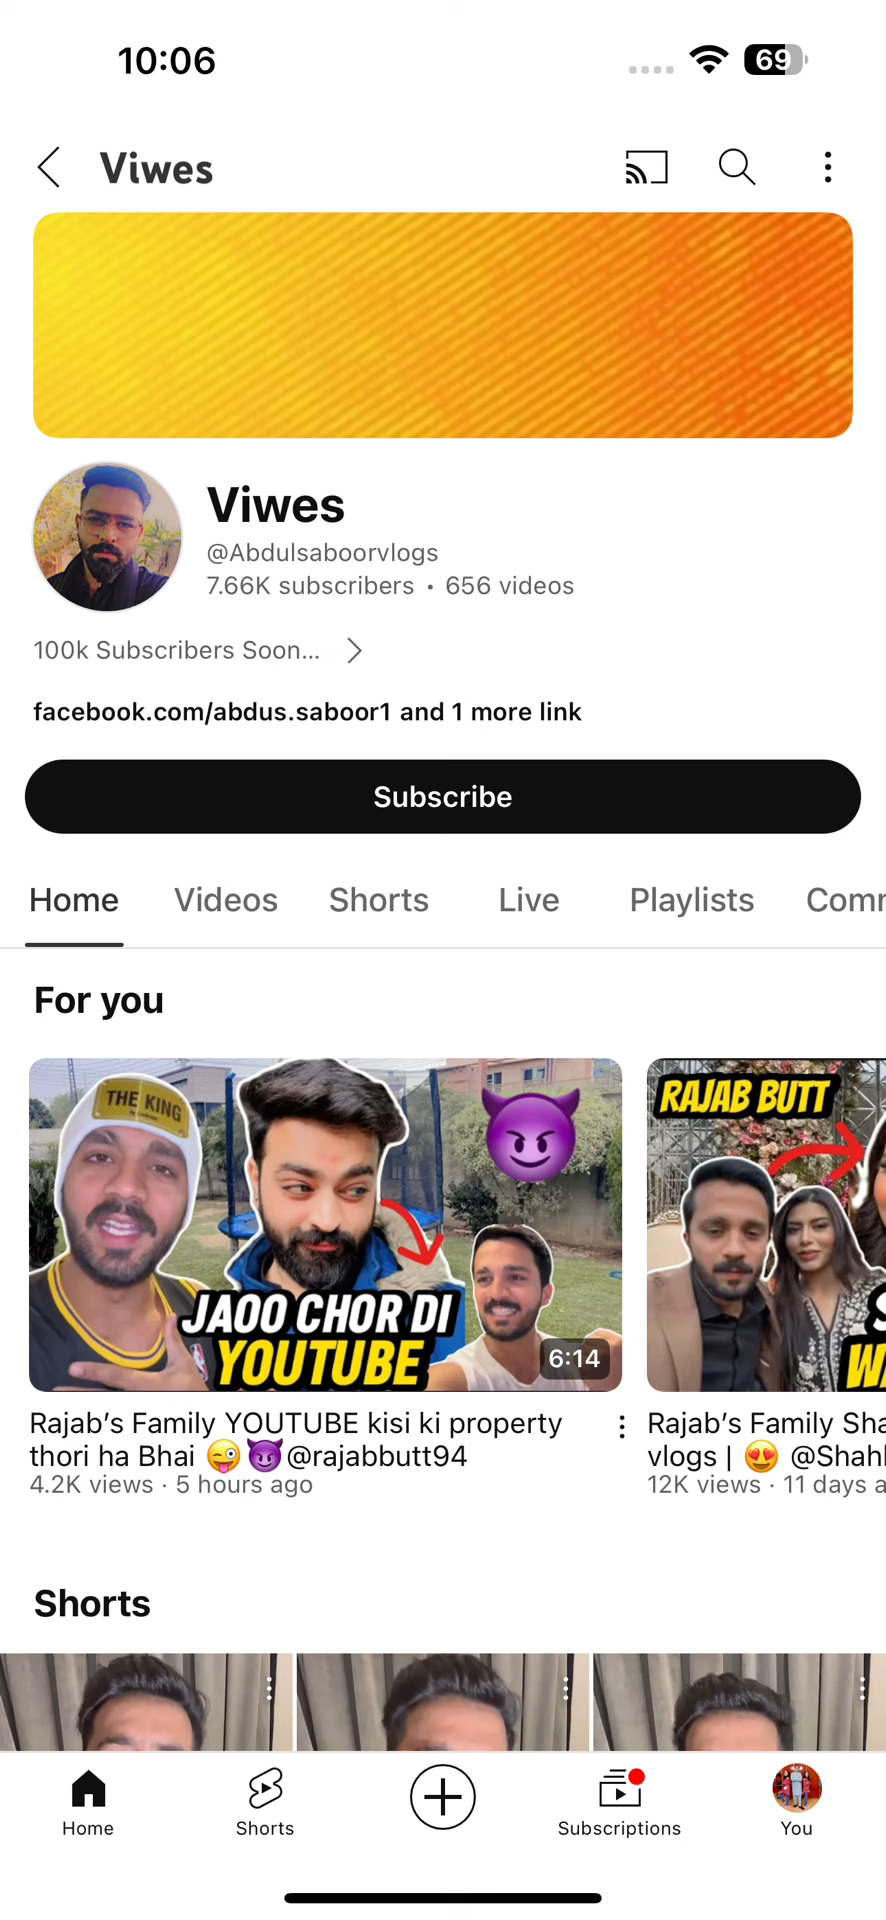 10:06
69
Viwes
Viwes
@Abdulsaboorvlogs
7.66K subscribers • 656 videos
100k Subscribers Soon...
facebook.com/abdus.saboor1 and 1 more link
Subscribe
Home
Videos
Shorts
Live
Playlists
Comm
For you
THE KING
JAOO CHOR DI
YOUTUBE
6:14
RAJAB BUTT
Rajab’s Family YOUTUBE kisi ki property
thori ha Bhai 😜😈@rajabbutt94
4.2K views · 5 hours ago
Rajab’s Family Sha
vlogs | 😍 @Shahl
12K views · 11 days a
Shorts
Home
Shorts
Subscriptions
You